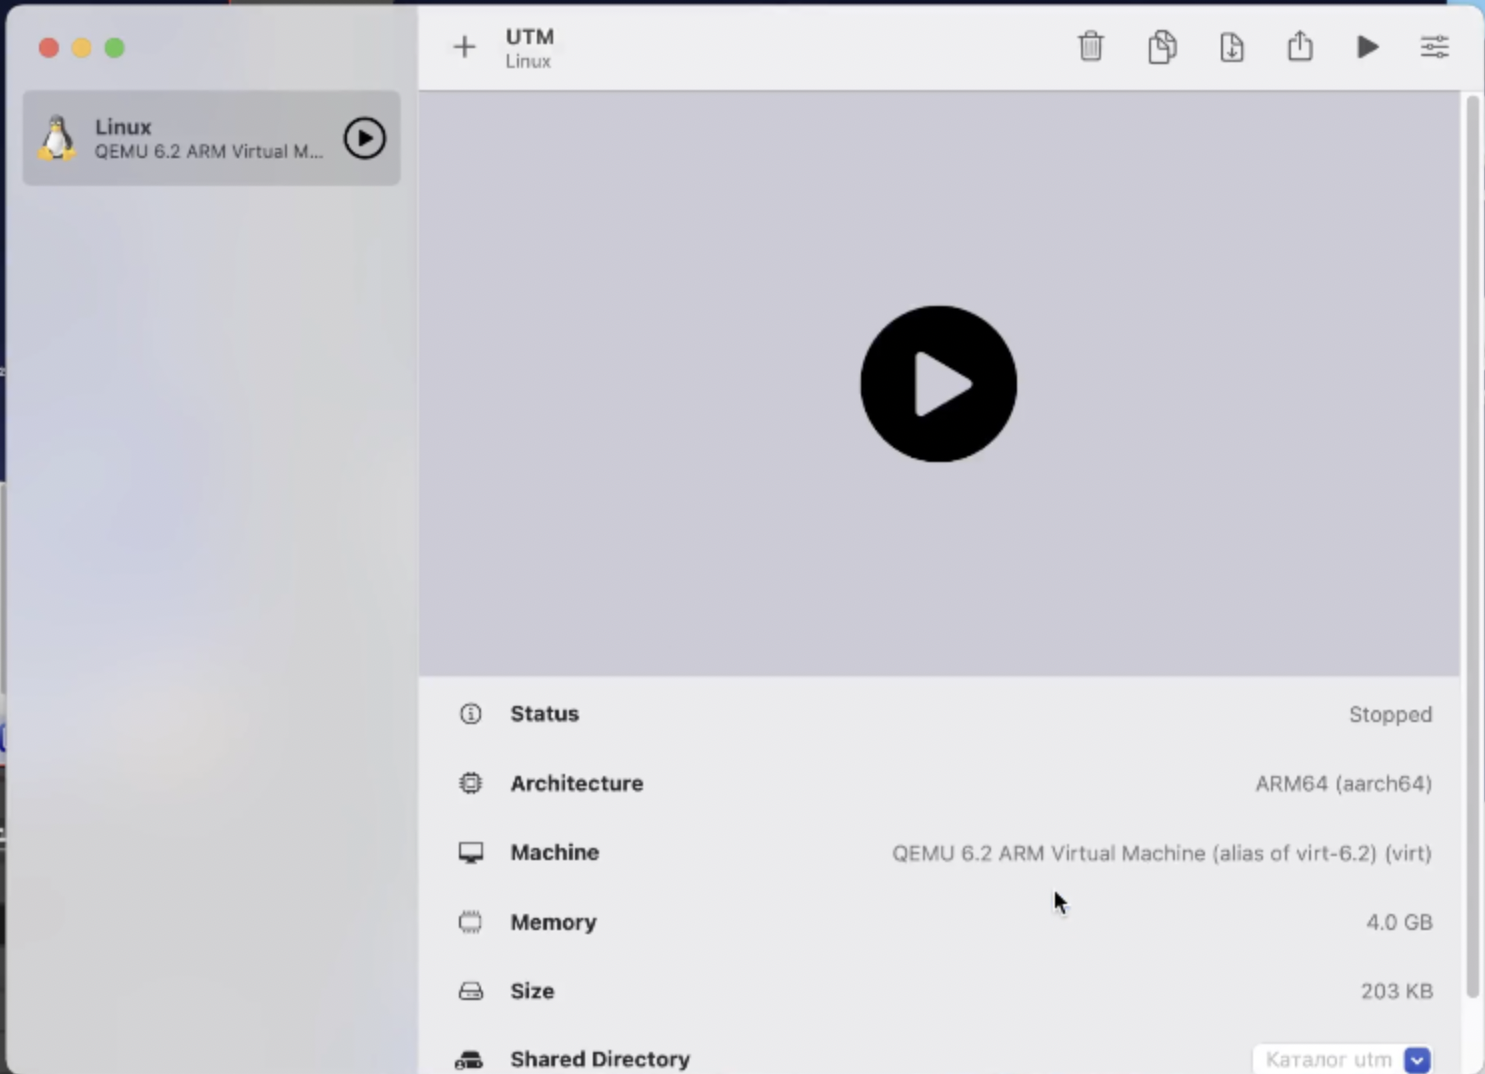 UTM
Linux
Linux
QEMU 6.2 ARM Virtual M...
Status Stopped
Architecture ARM64 (aarch64)
Machine QEMU 6.2 ARM Virtual Machine (alias of virt-6.2) (virt)
Memory 4.0 GB
Size 203 KB
Shared Directory Каталог utm